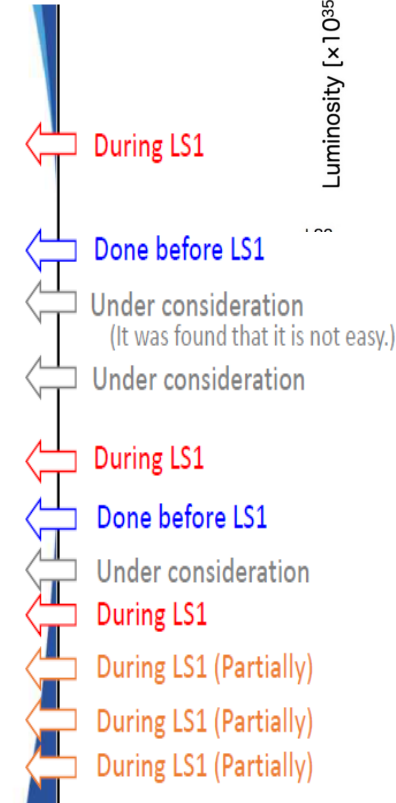 Luminosity [×10³⁵
During LS1
Done before LS1
Under consideration
(It was found that it is not easy.)
Under consideration
During LS1
Done before LS1
Under consideration
During LS1
During LS1 (Partially)
During LS1 (Partially)
During LS1 (Partially)